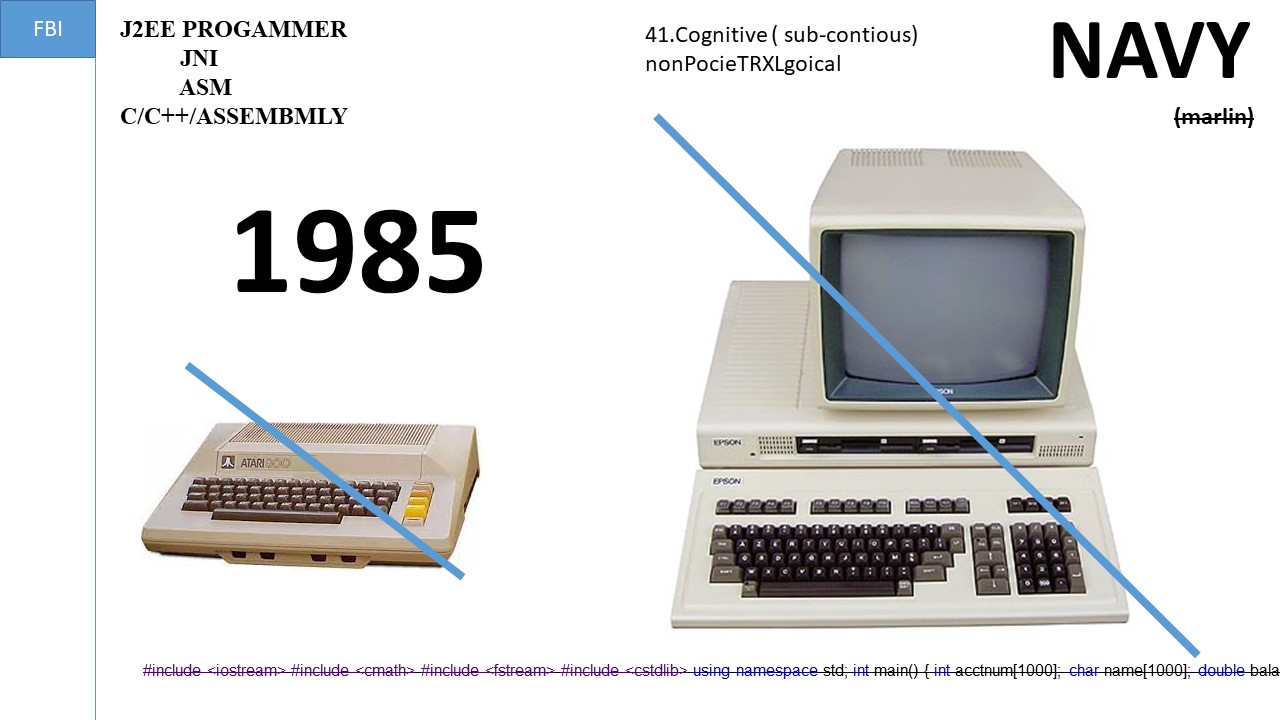 FBI
J2EE PROGAMMER
JNI
ASM
C/C++/ASSEMBMLY
41.Cognitive ( sub-contious)
nonPocieTRXLgoical
NAVY
(marlin)
1985
ATARI 800
EPSON
EPSON
EPSON
#include <iostream> #include <cmath> #include <fstream> #include <cstdlib> using namespace std; int main() { int acctnum[1000]; char name[1000]; double bala